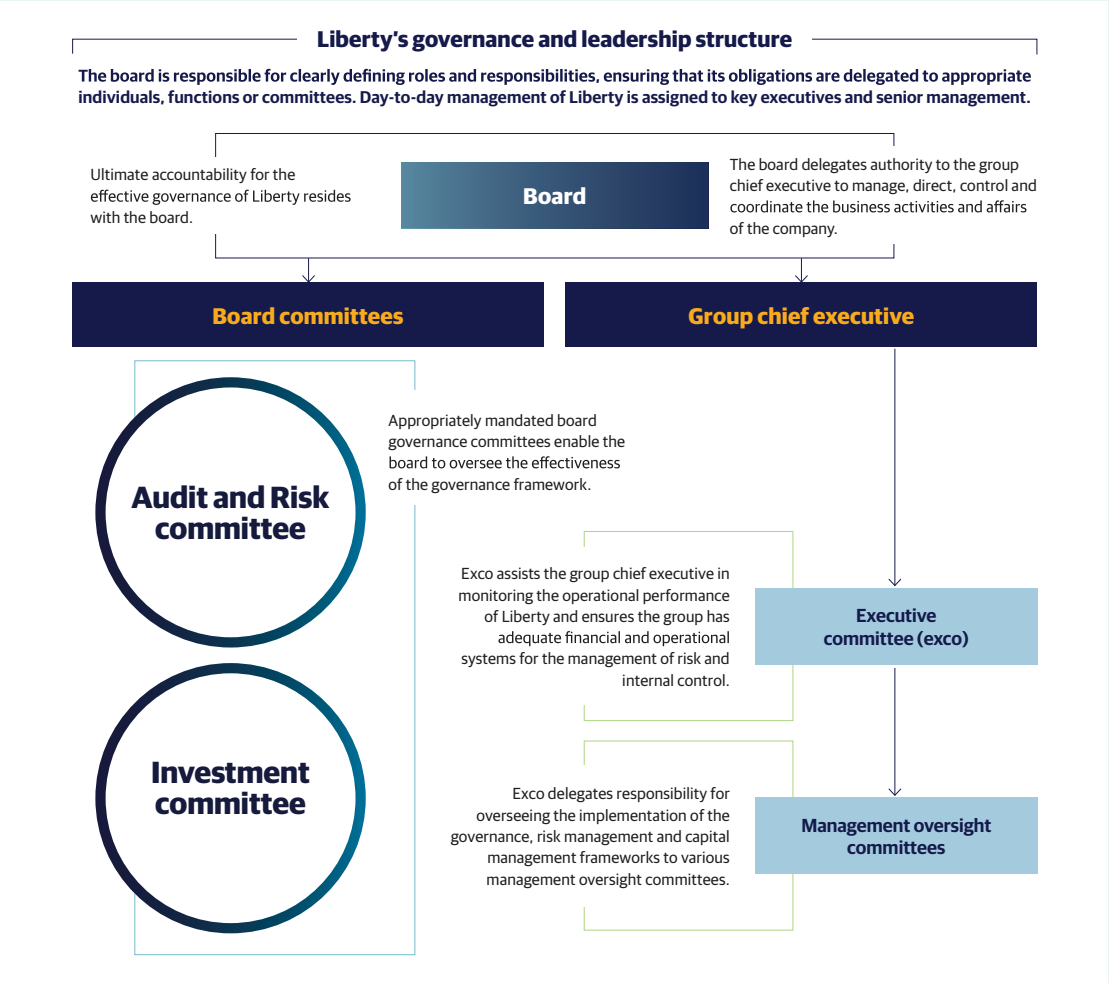 Liberty's governance and leadership structure
The board is responsible for clearly defining roles and responsibilities, ensuring that its obligations are delegated to appropriate
individuals, functions or committees. Day-to-day management of Liberty is assigned to key executives and senior management.
Ultimate accountability for the
effective governance of Liberty resides
with the board.
Board
The board delegates authority to the group
chief executive to manage, direct, control and
coordinate the business activities and affairs
of the company.
Board committees
Group chief executive
Audit and Risk
committee
Appropriately mandated board
governance committees enable the
board to oversee the effectiveness
of the governance framework.
Exco assists the group chief executive in
monitoring the operational performance
of Liberty and ensures the group has
adequate financial and operational
systems for the management of risk and
internal control.
Executive
committee (exco)
Investment
committee
Exco delegates responsibility for
overseeing the implementation of the
governance, risk management and capital
management frameworks to various
management oversight committees.
Management oversight
committees